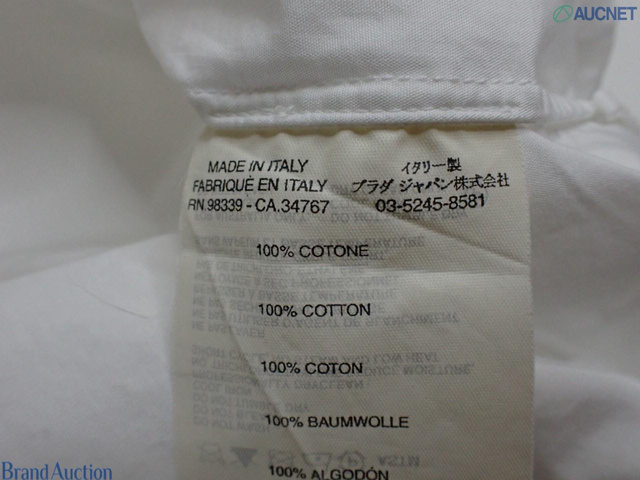 AUCNET
MADE IN ITALY
FABRIQUÉ EN ITALY
RN.98339 - CA.34767
イタリー製
プラダ ジャパン株式会社
03-5245-8581
100% COTONE
100% COTTON
100% COTON
100% BAUMWOLLE
100% ALGODÓN
Brand Auction